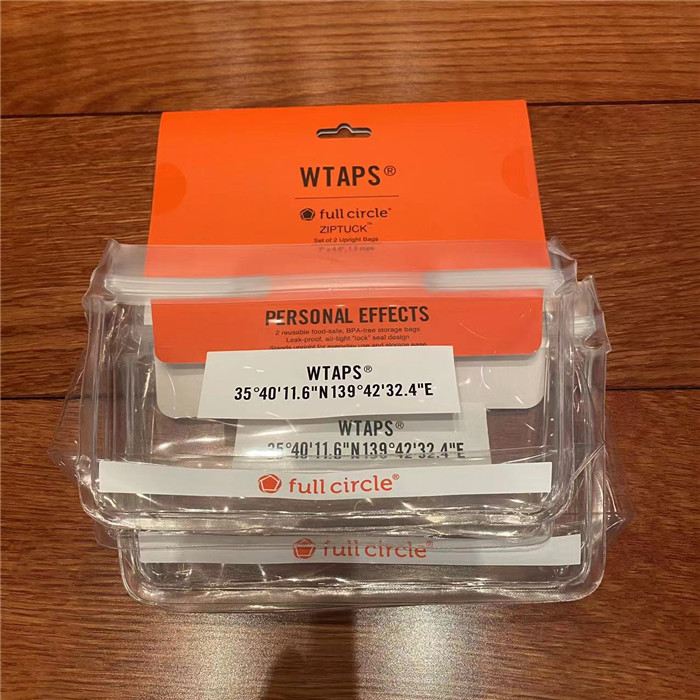 WTAPS®
full circle®
ZIPTUCK™
Set of 2 Upright Bags
PERSONAL EFFECTS
2 reusable food-safe, BPA-free storage bags
Leak-proof, air-tight "lock" seal design
WTAPS®
35°40'11.6"N139°42'32.4"E
WTAPS®
35°40'11.6"N139°42'32.4"E
full circle®
full circle®